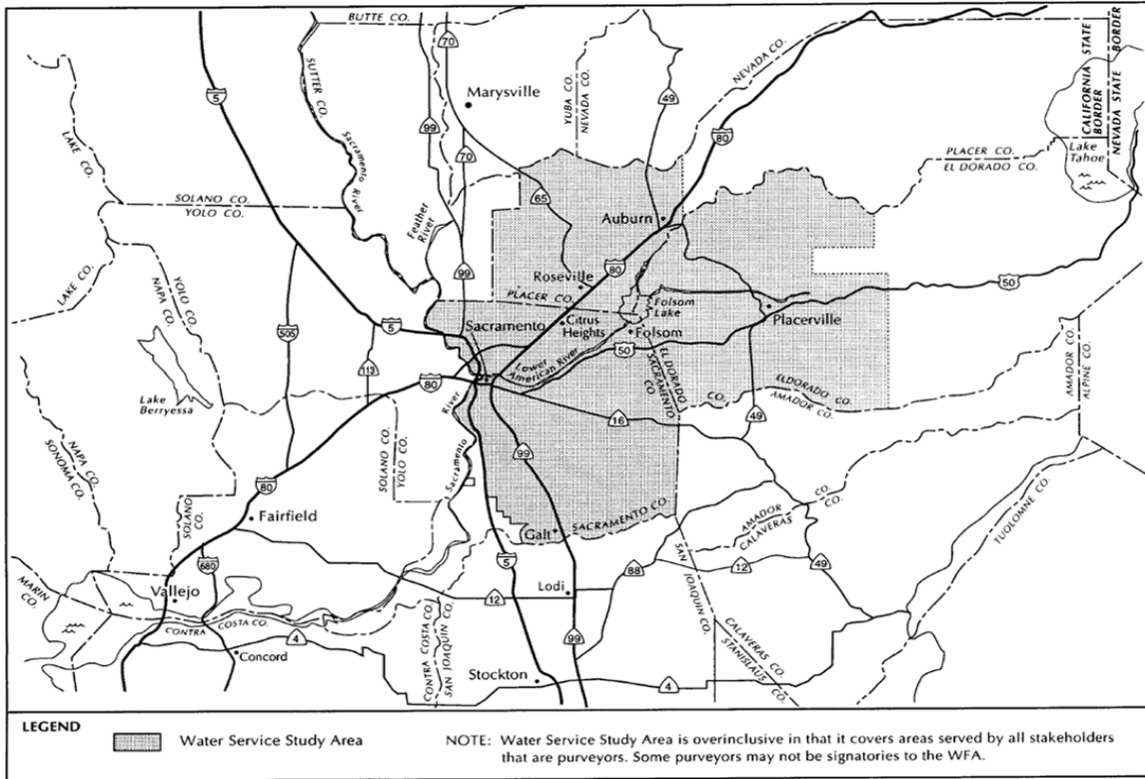 BUTTE CO.
SUTTER CO.
Sacramento River
5
70
99
70
Marysville
YUBA CO.
NEVADA CO.
49
NEVADA CO.
80
CALIFORNIA STATE
BORDER
NEVADA STATE BORDER
Lake
Tahoe
PLACER CO.
EL DORADO CO.
LAKE CO.
SOLANO CO.
YOLO CO.
Feather
River
65
Auburn
LAKE CO.
YOLO CO.
NAPA CO.
99
Roseville
80
PLACER CO.
Folsom
Lake
50
505
5
113
Sacramento
Citrus
Heights
Folsom
Placerville
Lower
American River
50
EL DORADO
SACRAMENTO
CO.
CO.
80
Lake
Berryessa
River
Sacramento
16
49
ELDORADO CO.
AMADOR CO.
AMADOR CO.
ALPINE CO.
NAPA CO.
SONOMA CO.
SOLANO CO.
YOLO CO.
99
80
SOLANO
CO.
Fairfield
SACRAMENTO CO.
Galt
AMADOR CO.
CALAVERAS CO.
TUOLOMNE CO.
680
5
88
12
49
SAN JOAQUIN CO.
MARIN
CO.
Vallejo
12
Lodi
CONTRA COSTA CO.
4
Concord
CONTRA COSTA CO.
SAN JOAQUIN CO.
99
CALAVERAS CO.
STANISLAUS CO.
Stockton
4
LEGEND
Water Service Study Area
NOTE: Water Service Study Area is overinclusive in that it covers areas served by all stakeholders
that are purveyors. Some purveyors may not be signatories to the WFA.